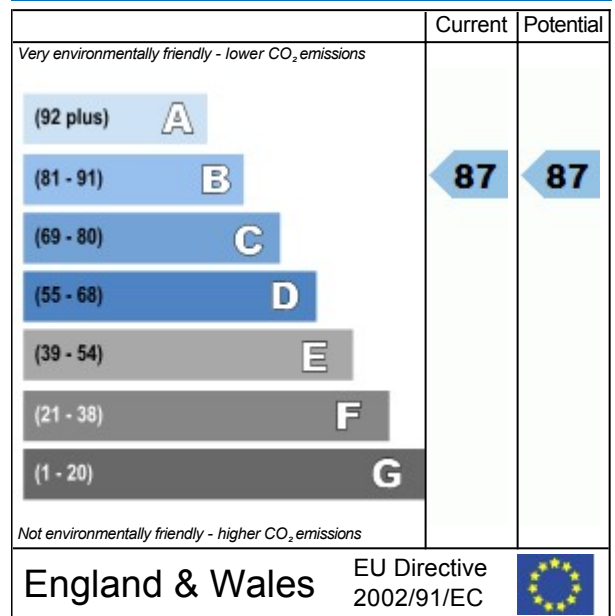 Current Potential
Very environmentally friendly - lower CO₂ emissions
(92 plus) A
(81 - 91) B 87 87
(69 - 80) C
(55 - 68) D
(39 - 54) E
(21 - 38) F
(1 - 20) G
Not environmentally friendly - higher CO₂ emissions
England & Wales
EU Directive
2002/91/EC